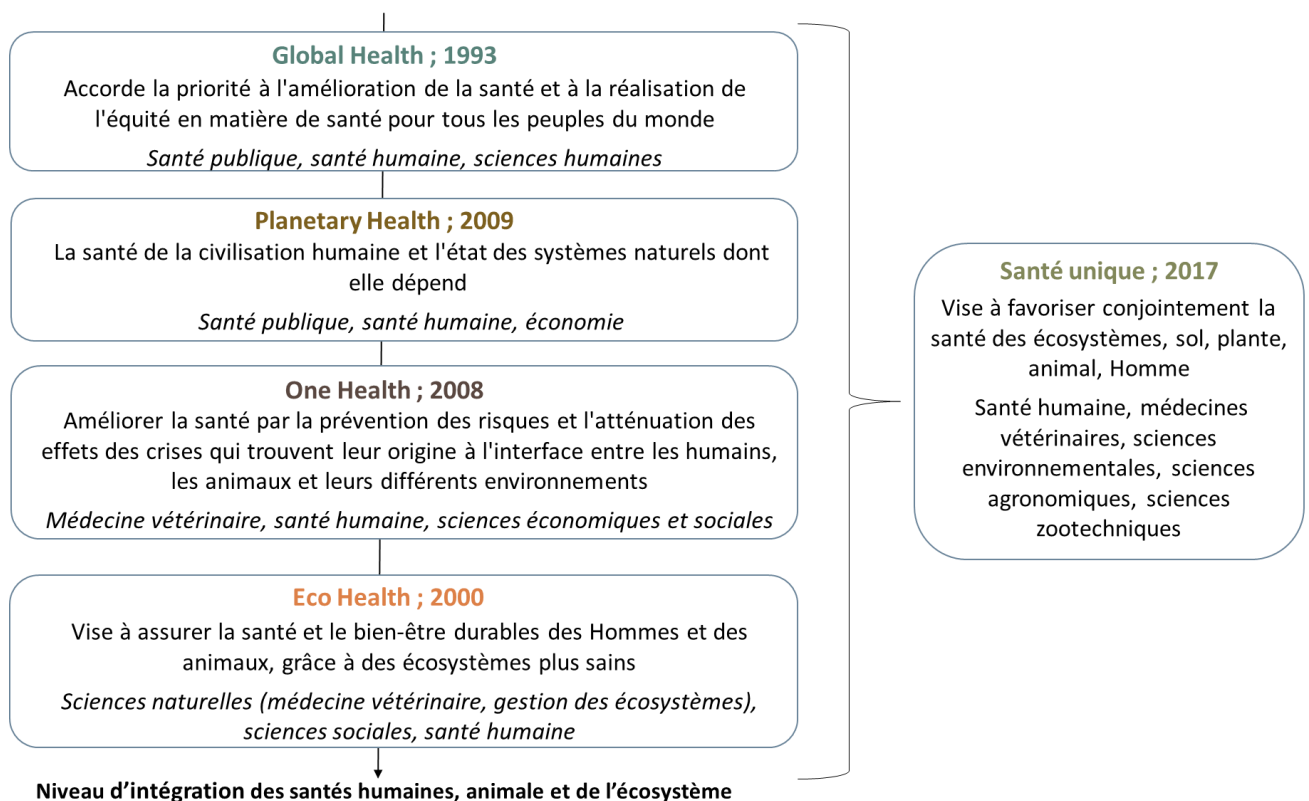 Global Health ; 1993
Accorde la priorité à l'amélioration de la santé et à la réalisation de
l'équité en matière de santé pour tous les peuples du monde
Santé publique, santé humaine, sciences humaines
Planetary Health ; 2009
La santé de la civilisation humaine et l'état des systèmes naturels dont
elle dépend
Santé publique, santé humaine, économie
One Health ; 2008
Améliorer la santé par la prévention des risques et l'atténuation des
effets des crises qui trouvent leur origine à l'interface entre les humains,
les animaux et leurs différents environnements
Médecine vétérinaire, santé humaine, sciences économiques et sociales
Eco Health ; 2000
Vise à assurer la santé et le bien-être durables des Hommes et des
animaux, grâce à des écosystèmes plus sains
Sciences naturelles (médecine vétérinaire, gestion des écosystèmes),
sciences sociales, santé humaine
Niveau d’intégration des santés humaines, animale et de l’écosystème
Santé unique ; 2017
Vise à favoriser conjointement la
santé des écosystèmes, sol, plante,
animal, Homme
Santé humaine, médecines
vétérinaires, sciences
environnementales, sciences
agronomiques, sciences
zootechniques